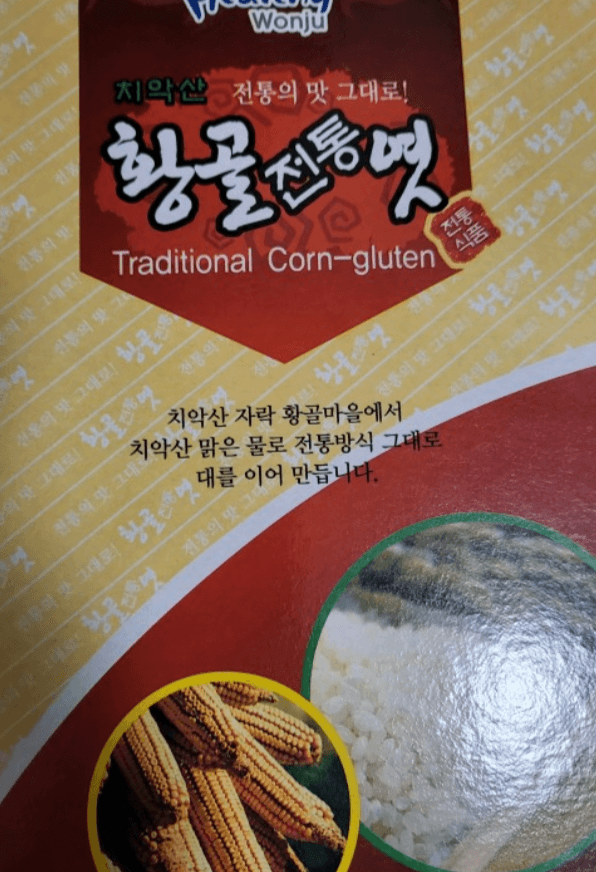 Healthy
Wonju
치악산 전통의 맛 그대로!
황골전통엿
전통
식품
Traditional Corn-gluten
치악산 자락 황골마을에서
치악산 맑은 물로 전통방식 그대로
대를 이어 만듭니다.